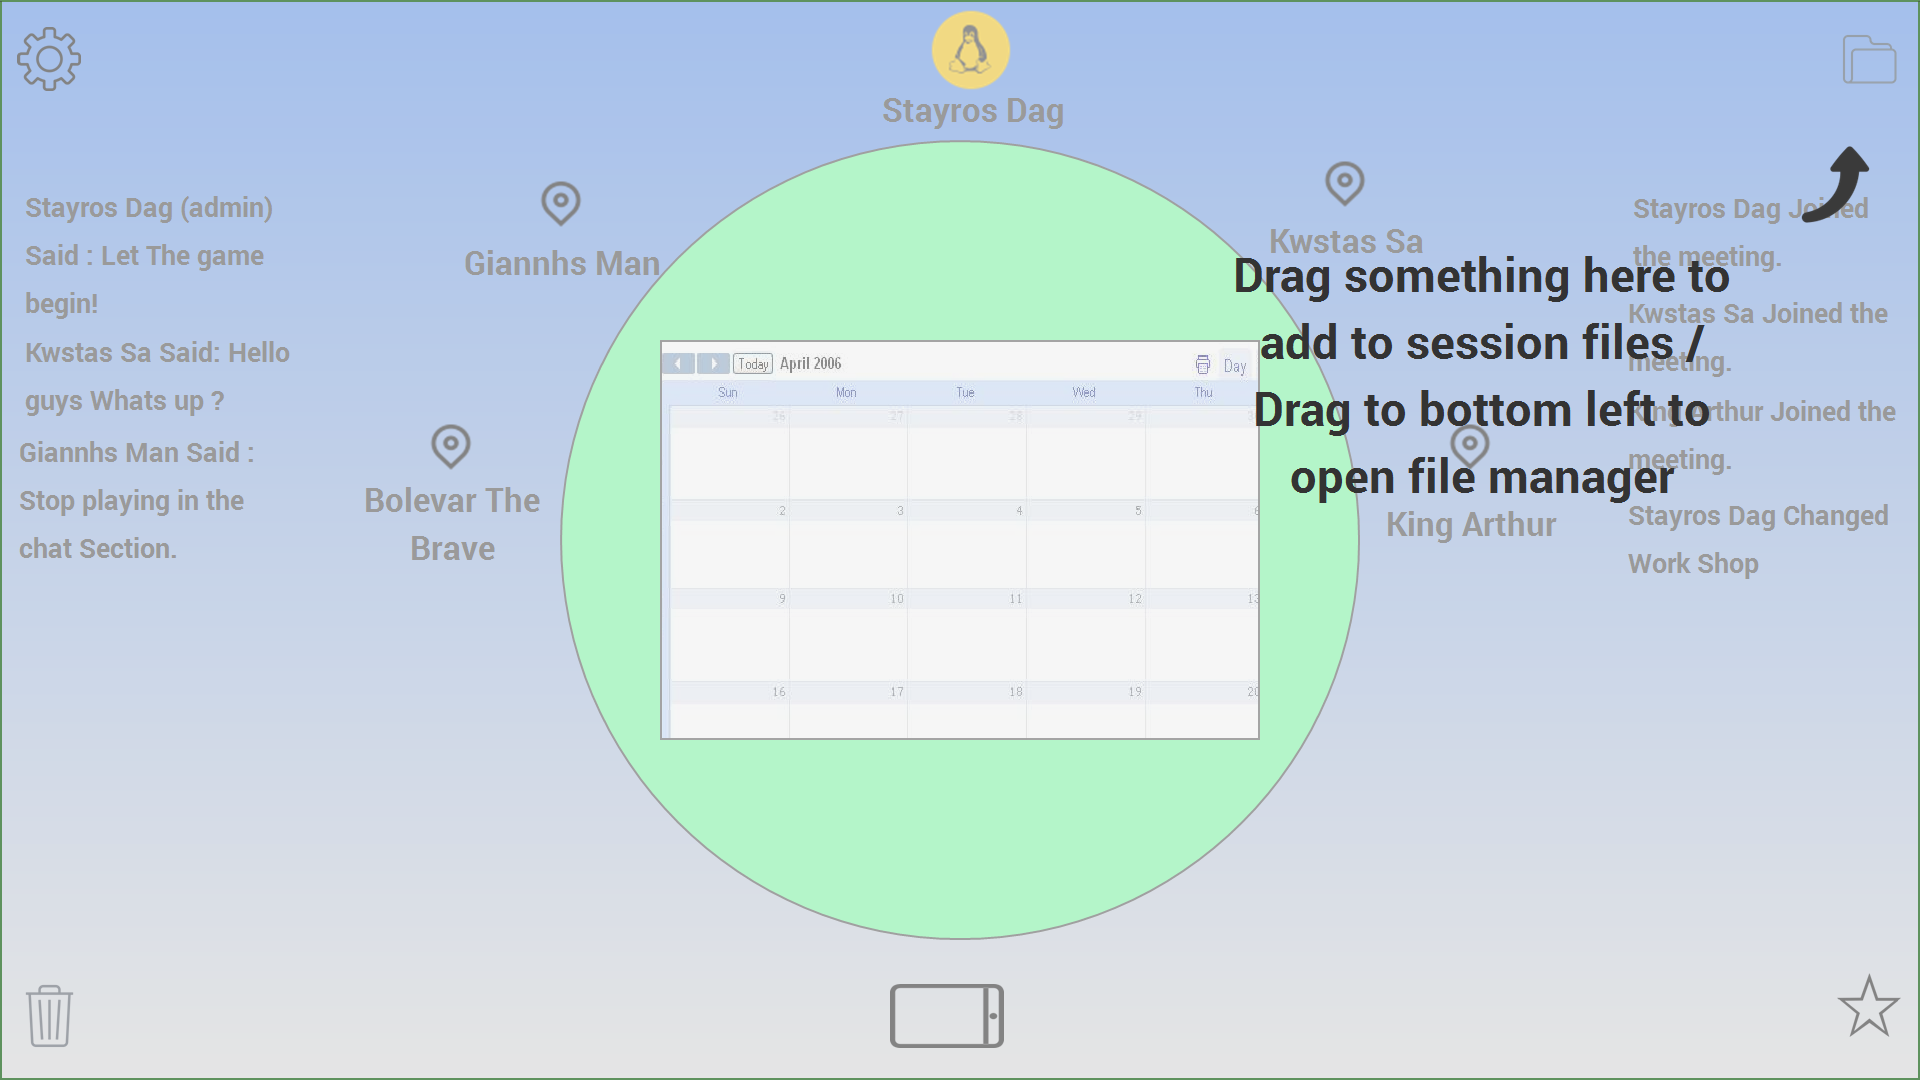 Stayros Dag
Stayros Dag (admin)
Said : Let The game
begin!
Kwstas Sa Said: Hello
guys Whats up ?
Giannhs Man Said :
Stop playing in the
chat Section.
Giannhs Man
Bolevar The
Brave
Kwstas Sa
King Arthur
Drag something here to
add to session files /
Drag to bottom left to
open file manager
Stayros Dag Joined
the meeting.
Kwstas Sa Joined the
meeting.
King Arthur Joined the
meeting.
Stayros Dag Changed
Work Shop
Today April 2006 Day
Sun Mon Tue Wed Thu
26 27 28 29
2 3 4 5 6
9 10 11 12 13
16 17 18 19 20